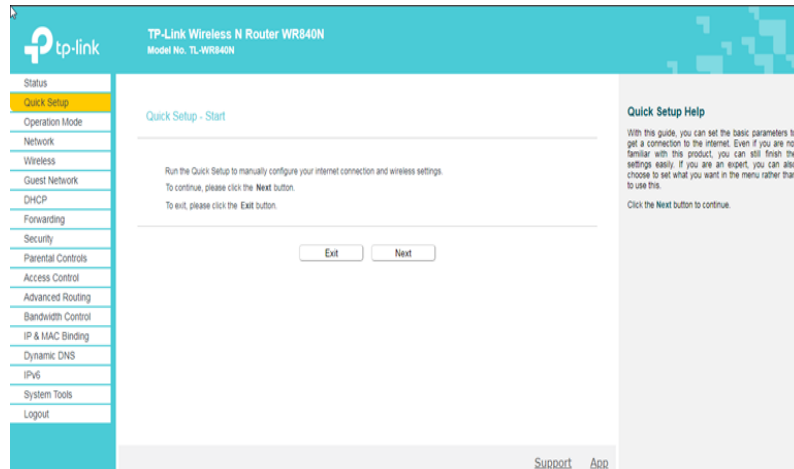 tp-link
TP-Link Wireless N Router WR840N
Model No. TL-WR840N
Status
Quick Setup
Operation Mode
Network
Wireless
Guest Network
DHCP
Forwarding
Security
Parental Controls
Access Control
Advanced Routing
Bandwidth Control
IP & MAC Binding
Dynamic DNS
IPv6
System Tools
Logout
Quick Setup - Start
Run the Quick Setup to manually configure your internet connection and wireless settings.
To continue, please click the Next button.
To exit, please click the Exit button.
Exit Next
Quick Setup Help
With this guide, you can set the basic parameters to
get a connection to the internet. Even if you are no
familiar with this product, you can still finish the
settings easily. If you are an expert, you can also
choose to set what you want in the menu rather than
to use this.
Click the Next button to continue.
Support App